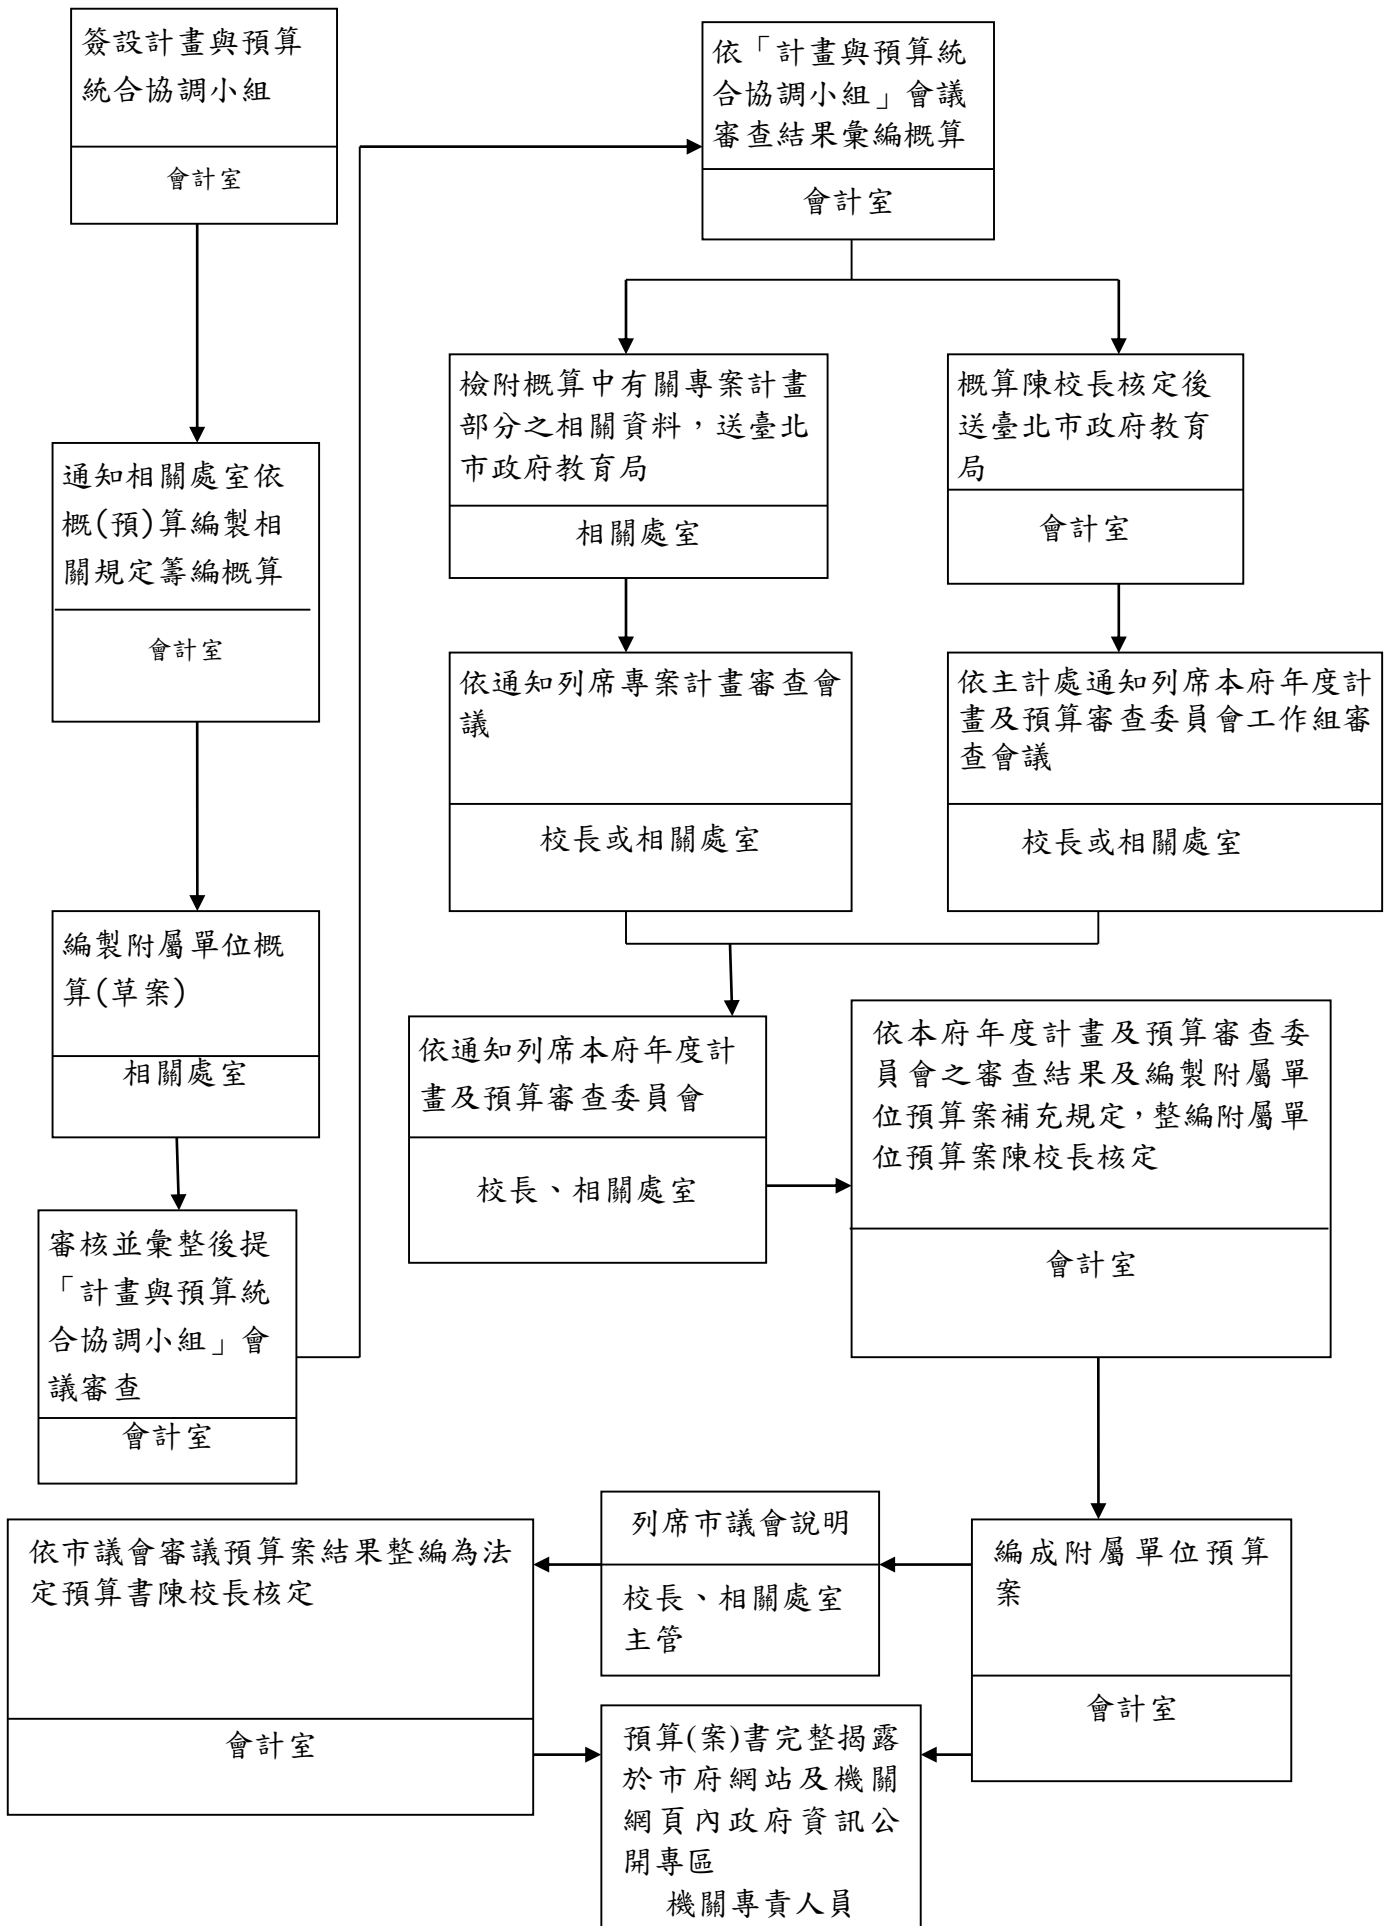 簽設計畫與預算
統合協調小組
會計室
通知相關處室依
概(預)算編製相
關規定籌編概算
會計室
編製附屬單位概
算(草案)
相關處室
審核並彙整後提
「計畫與預算統
合協調小組」會
議審查
會計室
依「計畫與預算統
合協調小組」會議
審查結果彙編概算
會計室
檢附概算中有關專案計畫
部分之相關資料，送臺北
市政府教育局
相關處室
概算陳校長核定後
送臺北市政府教育
局
會計室
依通知列席專案計畫審查會
議
校長或相關處室
依主計處通知列席本府年度計
畫及預算審查委員會工作組審
查會議
校長或相關處室
依通知列席本府年度計
畫及預算審查委員會
校長、相關處室
依本府年度計畫及預算審查委
員會之審查結果及編製附屬單
位預算案補充規定，整編附屬單
位預算案陳校長核定
會計室
編成附屬單位預算
案
會計室
列席市議會說明
校長、相關處室
主管
依市議會審議預算案結果整編為法
定預算書陳校長核定
會計室
預算(案)書完整揭露
於市府網站及機關
網頁內政府資訊公
開專區
機關專責人員